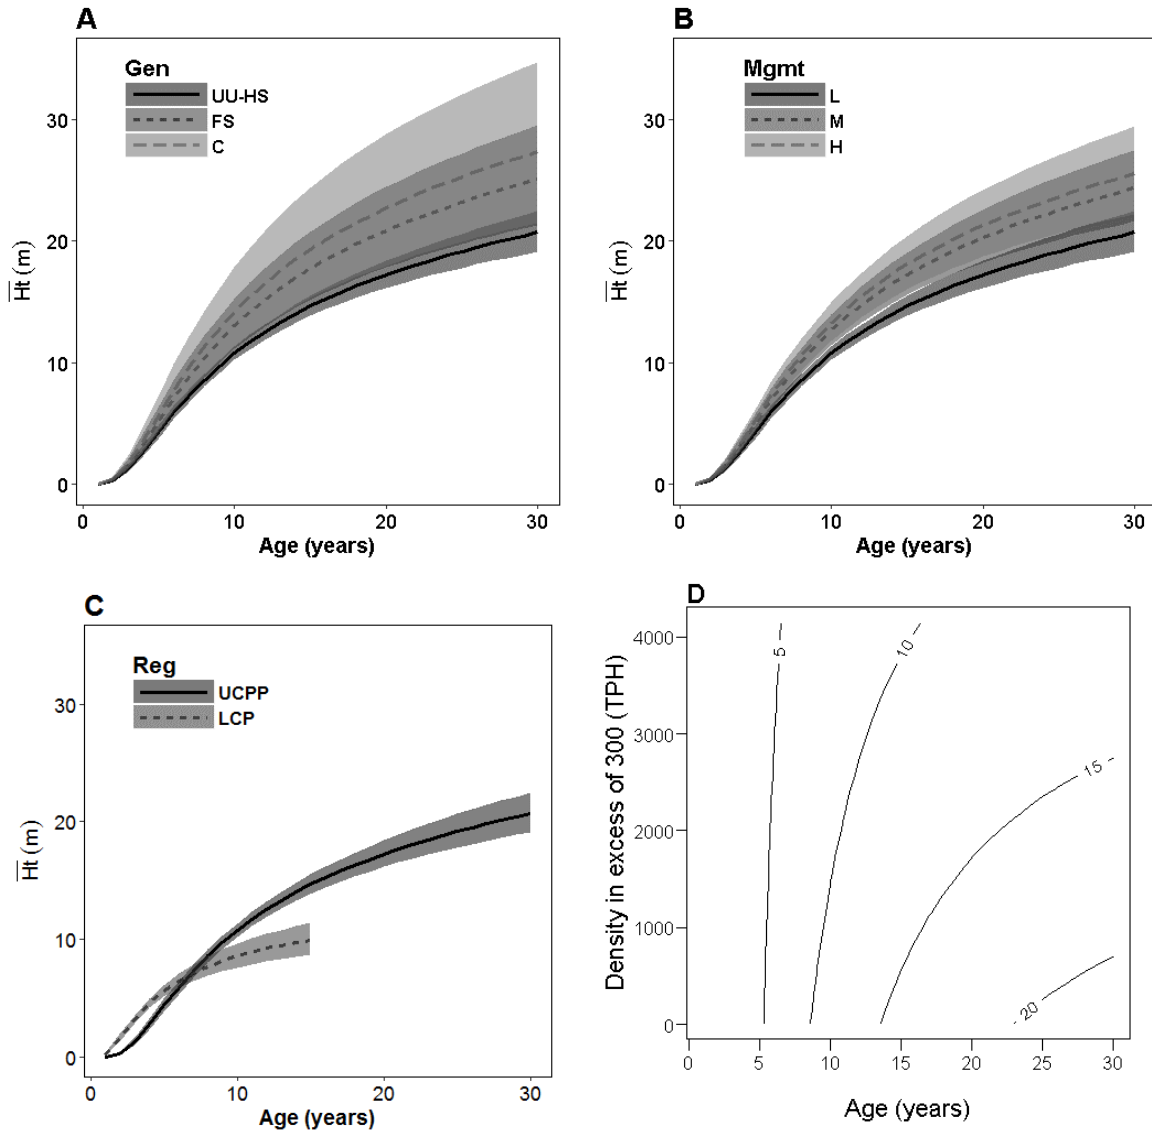 A
Gen
UU-HS
FS
C
30
20
10
0
H̅t̅ (m)
0 10 20 30
Age (years)
B
Mgmt
L
M
H
30
20
10
0
H̅t̅ (m)
0 10 20 30
Age (years)
C
Reg
UCPP
LCP
30
20
10
0
H̅t̅ (m)
0 10 20 30
Age (years)
D
5
10
15
20
4000
3000
2000
1000
0
Density in excess of 300 (TPH)
0 5 10 15 20 25 30
Age (years)